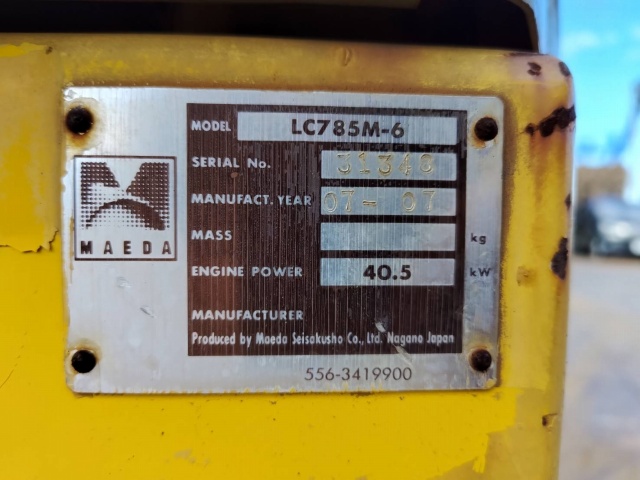 MODEL LC785M-6
SERIAL No. 31340
MANUFACT. YEAR 07- 07
MASS kg
ENGINE POWER 40.5 kW
MANUFACTURER
Produced by Maeda Seisakusho Co., Ltd. Nagano Japan
MAEDA
556-3419900